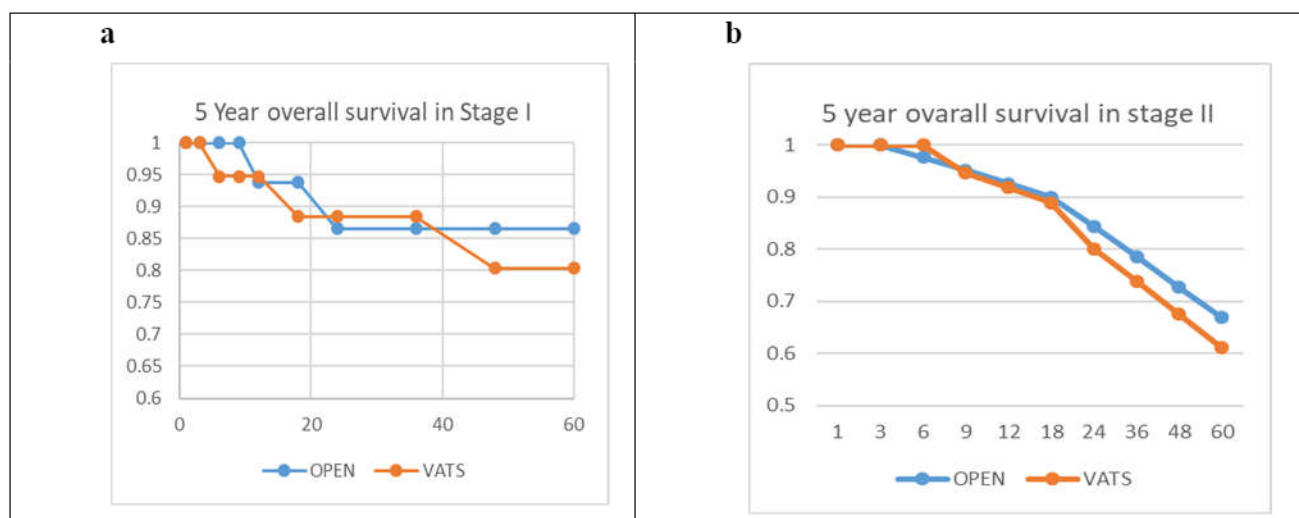 a
5 Year overall survival in Stage I
1
0.95
0.9
0.85
0.8
0.75
0.7
0.65
0.6
0 20 40 60
OPEN VATS
b
5 year ovarall survival in stage II
1
0.9
0.8
0.7
0.6
0.5
1 3 6 9 12 18 24 36 48 60
OPEN VATS